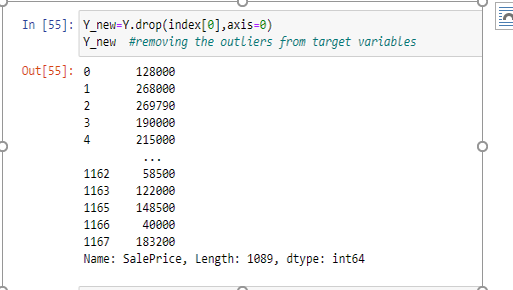 In [55]: Y_new=Y.drop(index[0],axis=0)
Y_new #removing the outliers from target variables
Out[55]: 0 128000
1 268000
2 269790
3 190000
4 215000
...
1162 58500
1163 122000
1165 148500
1166 40000
1167 183200
Name: SalePrice, Length: 1089, dtype: int64